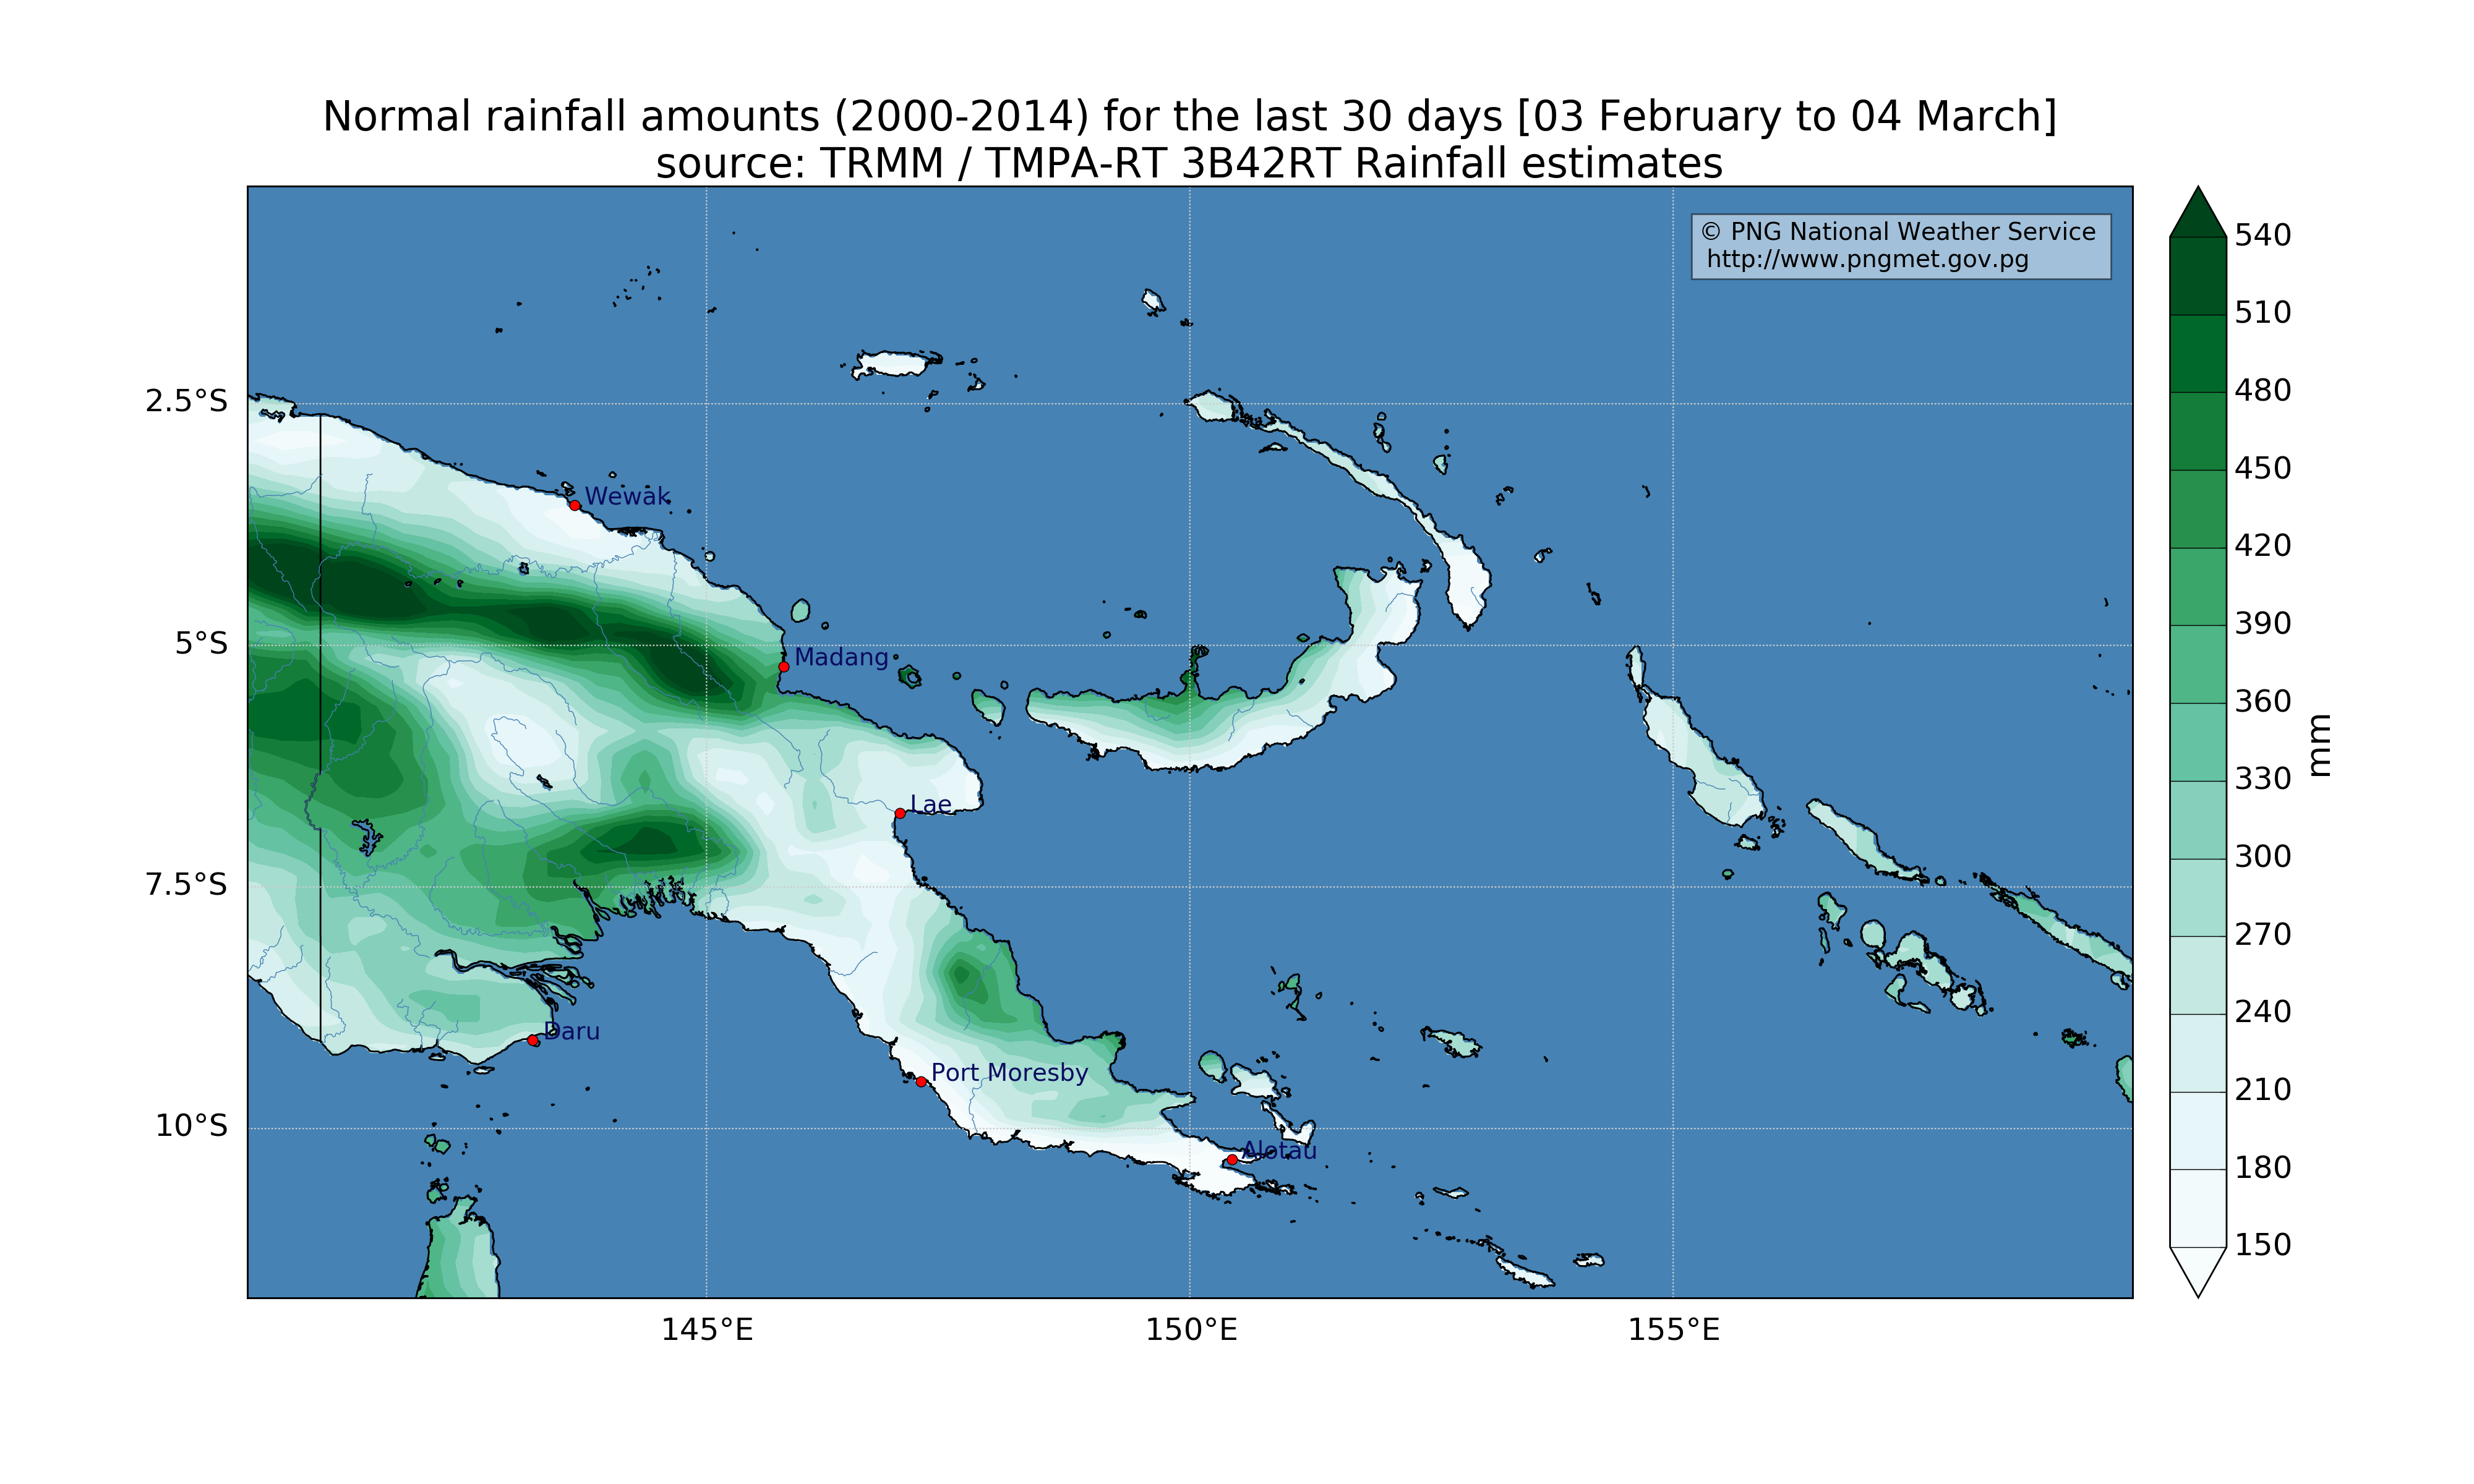 Normal rainfall amounts (2000-2014) for the last 30 days [03 February to 04 March]
source: TRMM / TMPA-RT 3B42RT Rainfall estimates
© PNG National Weather Service
http://www.pngmet.gov.pg
540
510
480
450
420
390
360
330
300
270
240
210
180
150
mm
2.5°S
5°S
7.5°S
10°S
Wewak
Madang
Lae
Daru
Port Moresby
Alotau
145°E
150°E
155°E